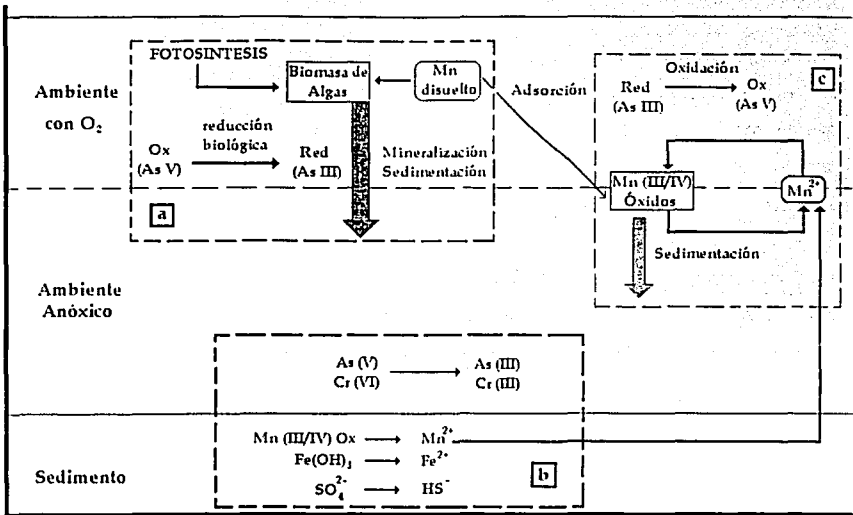 Ambiente
con O₂
FOTOSINTESIS
Biomasa de
Algas
Mn
disuelto
reducción
biológica
Ox
(As V)
Red
(As III)
Mineralización
Sedimentación
a
Adsorción
c
Oxidación
Red
(As III)
Ox
(As V)
Mn (III/IV)
Óxidos
Mn²⁺
Sedimentación
Ambiente
Anóxico
As (V)
Cr (VI)
As (III)
Cr (III)
Sedimento
Mn (III/IV) Ox
Mn²⁺
Fe(OH)₃
Fe²⁺
SO₄²⁻
HS⁻
b